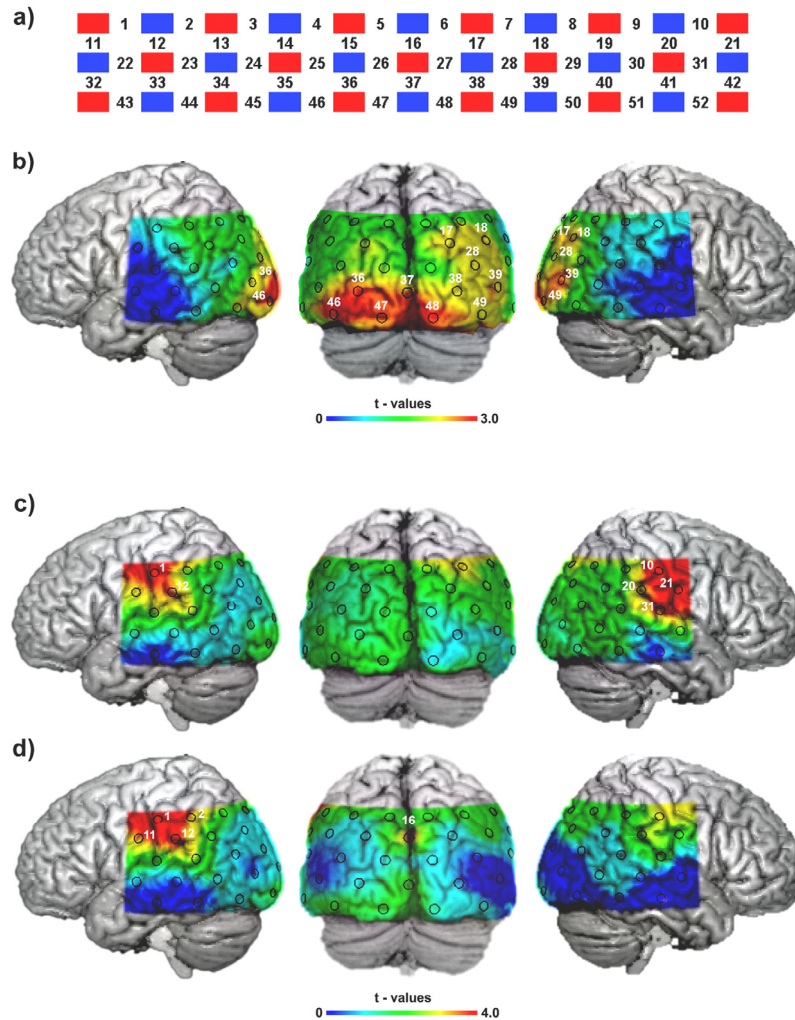 a)
1 2 3 4 5 6 7 8 9 10
11 12 13 14 15 16 17 18 19 20 21
22 23 24 25 26 27 28 29 30 31
32 33 34 35 36 37 38 39 40 41 42
43 44 45 46 47 48 49 50 51 52
b)
36
46
17 18
28
36 37 38 39
46 47 48 49
17 18
28
39
49
t - values
0 3.0
c)
1
12
10
20 21
31
d)
1 2
11 12
16
t - values
0 4.0